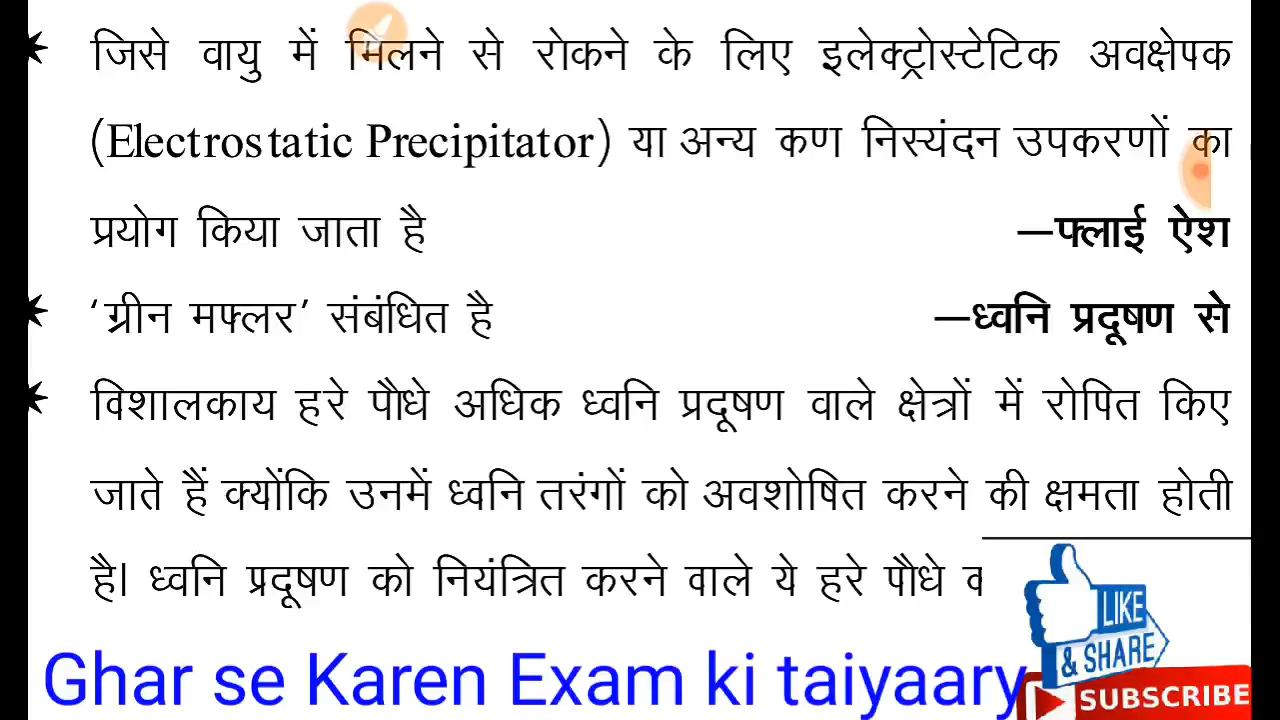 जिसे वायु में मिलने से रोकने के लिए इलेक्ट्रोस्टेटिक अवक्षेपक
(Electrostatic Precipitator) या अन्य कण निस्यंदन उपकरणों का
प्रयोग किया जाता है —फ्लाई ऐश
‘ग्रीन मफ्लर’ संबंधित है —ध्वनि प्रदूषण से
विशालकाय हरे पौधे अधिक ध्वनि प्रदूषण वाले क्षेत्रों में रोपित किए
जाते हैं क्योंकि उनमें ध्वनि तरंगों को अवशोषित करने की क्षमता होती
है। ध्वनि प्रदूषण को नियंत्रित करने वाले ये हरे पौधे
LIKE
& SHARE
Ghar se Karen Exam ki taiyaary
SUBSCRIBE